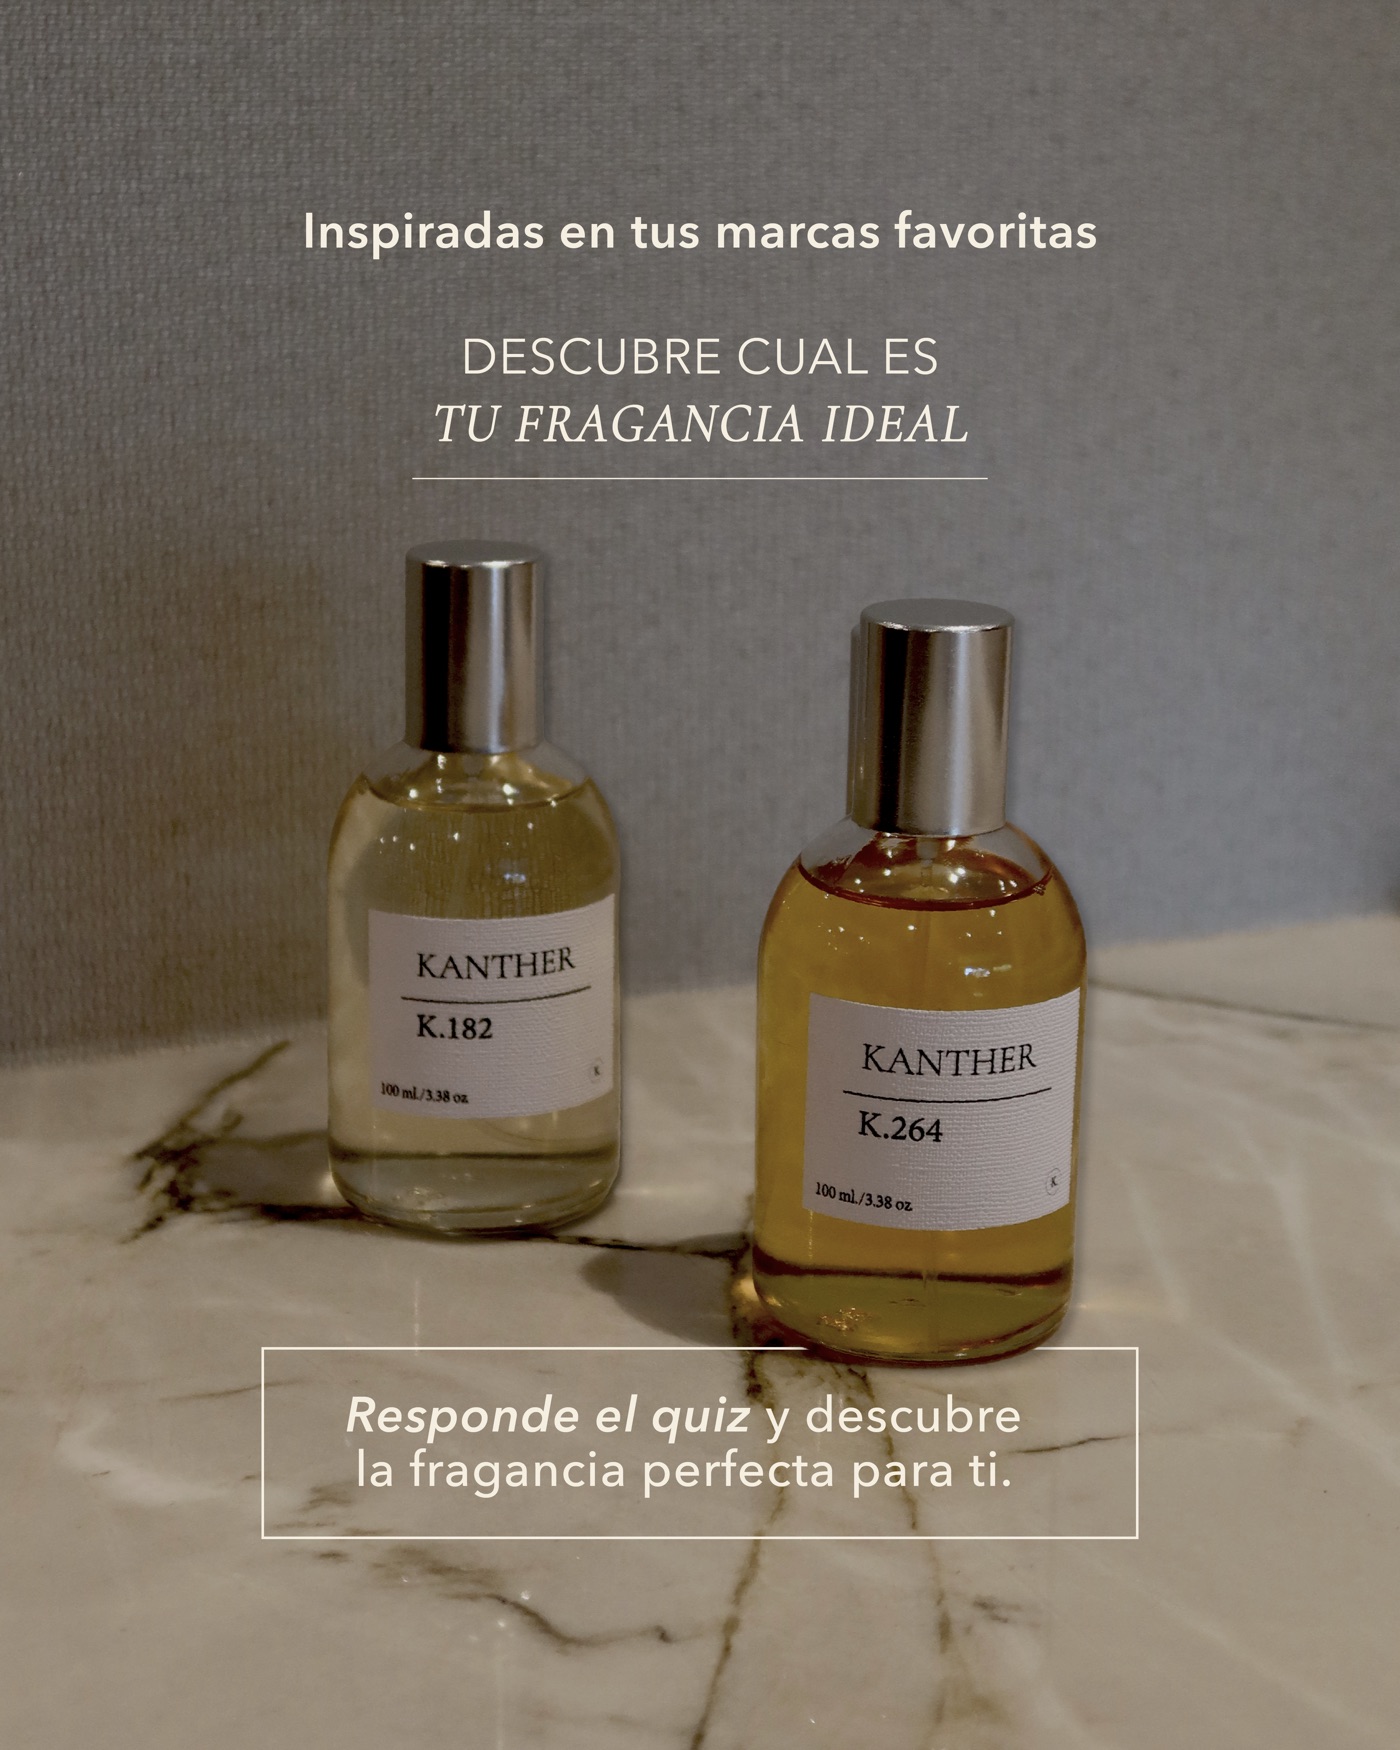 Inspiradas en tus marcas favoritas
DESCUBRE CUAL ES
TU FRAGANCIA IDEAL
KANTHER
K.182
K
100 ml./3.38 oz
KANTHER
K.264
K
100 ml./3.38 oz
Responde el quiz y descubre
la fragancia perfecta para ti.